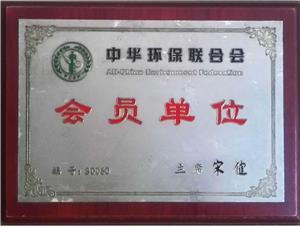 中华环保联合会
All-China Environment Federation
会员单位
编号:S0060 主席 宋健